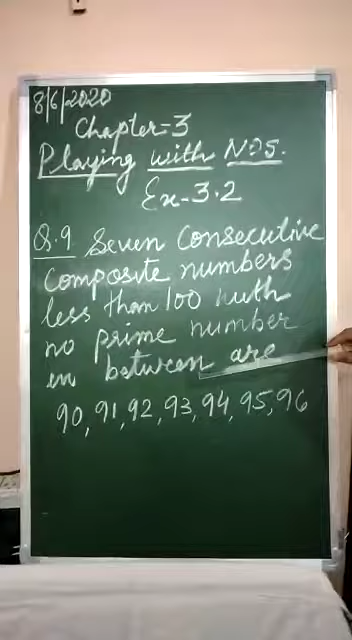 8/6/2020
Chapter-3
Playing with NOS.
Ex-3.2
Q.9 Seven Consecutive
composite numbers
less than 100 with
no prime number
in between are
90, 91, 92, 93, 94, 95, 96